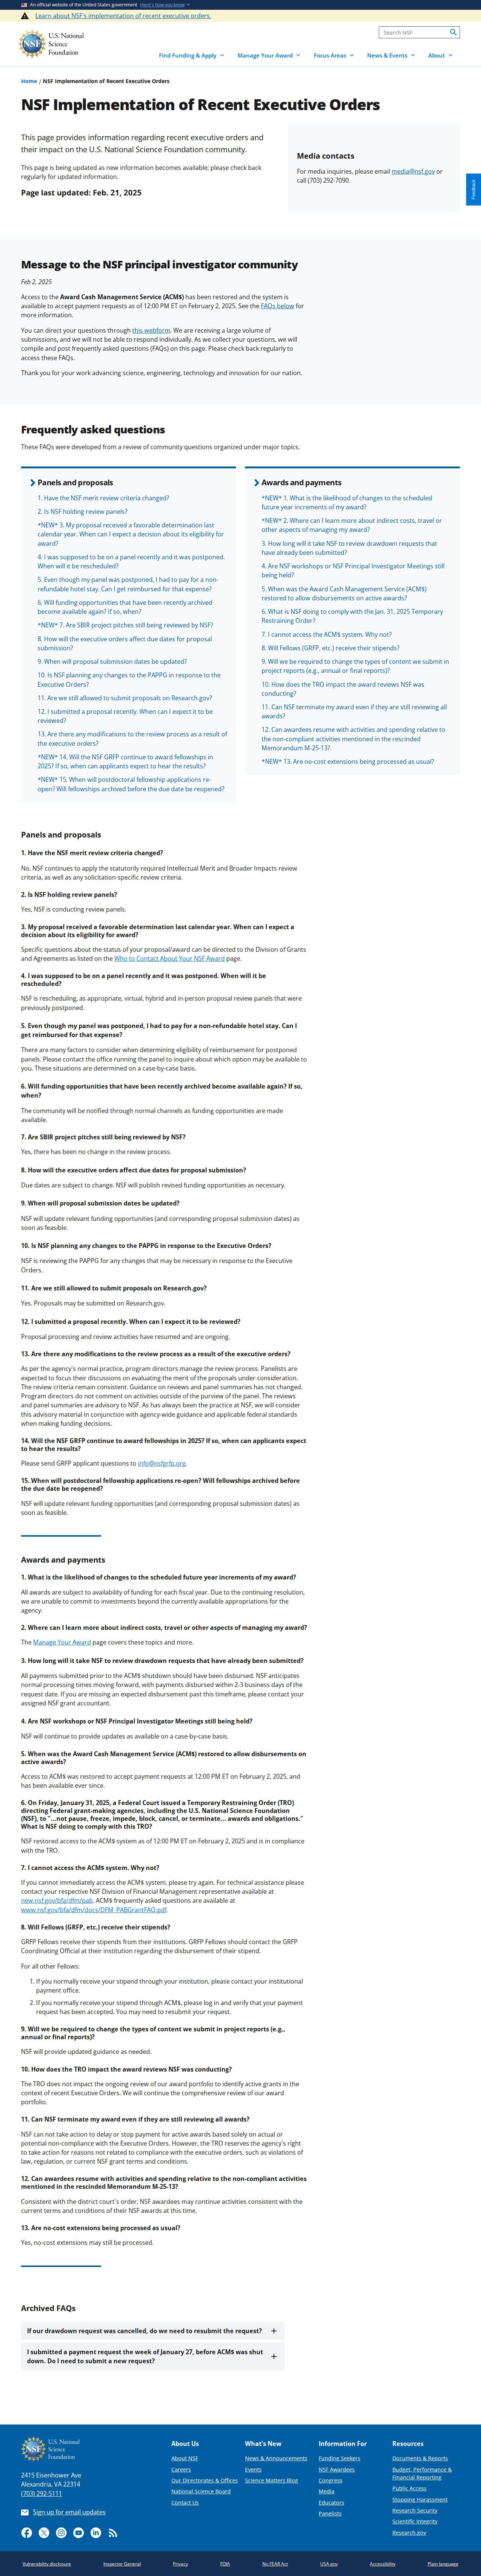 An official website of the United States government Here's how you know
Learn about NSF's implementation of recent executive orders.
U.S. National
Science
Foundation
Search NSF
Find Funding & Apply
Manage Your Award
Focus Areas
News & Events
About
Home / NSF Implementation of Recent Executive Orders
NSF Implementation of Recent Executive Orders
This page provides information regarding recent executive orders and
their impact on the U.S. National Science Foundation community.
This page is being updated as new information becomes available; please check back
regularly for updated information.
Page last updated: Feb. 21, 2025
Media contacts
For media inquiries, please email media@nsf.gov or
call (703) 292-7090.
Feedback
Message to the NSF principal investigator community
Feb 2, 2025
Access to the Award Cash Management Service (ACM$) has been restored and the system is
available to accept payment requests as of 12:00 PM ET on February 2, 2025. See the FAQs below for
more information.
You can direct your questions through this webform. We are receiving a large volume of
submissions, and we will not be able to respond individually. As we collect your questions, we will
compile and post frequently asked questions (FAQs) on this page. Please check back regularly to
access these FAQs.
Thank you for your work advancing science, engineering, technology and innovation for our nation.
Frequently asked questions
These FAQs were developed from a review of community questions organized under major topics.
Panels and proposals
1. Have the NSF merit review criteria changed?
2. Is NSF holding review panels?
*NEW* 3. My proposal received a favorable determination last
calendar year. When can I expect a decision about its eligibility for
award?
4. I was supposed to be on a panel recently and it was postponed.
When will it be rescheduled?
5. Even though my panel was postponed, I had to pay for a non-
refundable hotel stay. Can I get reimbursed for that expense?
6. Will funding opportunities that have been recently archived
become available again? If so, when?
*NEW* 7. Are SBIR project pitches still being reviewed by NSF?
8. How will the executive orders affect due dates for proposal
submission?
9. When will proposal submission dates be updated?
10. Is NSF planning any changes to the PAPPG in response to the
Executive Orders?
11. Are we still allowed to submit proposals on Research.gov?
12. I submitted a proposal recently. When can I expect it to be
reviewed?
13. Are there any modifications to the review process as a result of
the executive orders?
*NEW* 14. Will the NSF GRFP continue to award fellowships in
2025? If so, when can applicants expect to hear the results?
*NEW* 15. When will postdoctoral fellowship applications re-
open? Will fellowships archived before the due date be reopened?
Awards and payments
*NEW* 1. What is the likelihood of changes to the scheduled
future year increments of my award?
*NEW* 2. Where can I learn more about indirect costs, travel or
other aspects of managing my award?
3. How long will it take NSF to review drawdown requests that
have already been submitted?
4. Are NSF workshops or NSF Principal Investigator Meetings still
being held?
5. When was the Award Cash Management Service (ACM$)
restored to allow disbursements on active awards?
6. What is NSF doing to comply with the Jan. 31, 2025 Temporary
Restraining Order?
7. I cannot access the ACM$ system. Why not?
8. Will Fellows (GRFP, etc.) receive their stipends?
9. Will we be required to change the types of content we submit in
project reports (e.g., annual or final reports)?
10. How does the TRO impact the award reviews NSF was
conducting?
11. Can NSF terminate my award even if they are still reviewing all
awards?
12. Can awardees resume with activities and spending relative to
the non-compliant activities mentioned in the rescinded
Memorandum M-25-13?
*NEW* 13. Are no-cost extensions being processed as usual?
Panels and proposals
1. Have the NSF merit review criteria changed?
No, NSF continues to apply the statutorily required Intellectual Merit and Broader Impacts review
criteria, as well as any solicitation-specific review criteria.
2. Is NSF holding review panels?
Yes, NSF is conducting review panels.
3. My proposal received a favorable determination last calendar year. When can I expect a
decision about its eligibility for award?
Specific questions about the status of your proposal/award can be directed to the Division of Grants
and Agreements as listed on the Who to Contact About Your NSF Award page.
4. I was supposed to be on a panel recently and it was postponed. When will it be
rescheduled?
NSF is rescheduling, as appropriate, virtual, hybrid and in-person proposal review panels that were
previously postponed.
5. Even though my panel was postponed, I had to pay for a non-refundable hotel stay. Can I
get reimbursed for that expense?
There are many factors to consider when determining eligibility of reimbursement for postponed
panels. Please contact the office running the panel to inquire about which option may be available to
you. These situations are determined on a case-by-case basis.
6. Will funding opportunities that have been recently archived become available again? If so,
when?
The community will be notified through normal channels as funding opportunities are made
available.
7. Are SBIR project pitches still being reviewed by NSF?
Yes, there has been no change in the review process.
8. How will the executive orders affect due dates for proposal submission?
Due dates are subject to change. NSF will publish revised funding opportunities as necessary.
9. When will proposal submission dates be updated?
NSF will update relevant funding opportunities (and corresponding proposal submission dates) as
soon as feasible.
10. Is NSF planning any changes to the PAPPG in response to the Executive Orders?
NSF is reviewing the PAPPG for any changes that may be necessary in response to the Executive
Orders.
11. Are we still allowed to submit proposals on Research.gov?
Yes. Proposals may be submitted on Research.gov.
12. I submitted a proposal recently. When can I expect it to be reviewed?
Proposal processing and review activities have resumed and are ongoing.
13. Are there any modifications to the review process as a result of the executive orders?
As per the agency's normal practice, program directors manage the review process. Panelists are
expected to focus their discussions on evaluating the merit of the proposals under consideration.
The review criteria remain consistent. Guidance on reviews and panel summaries has not changed.
Program directors do not comment on panelists activities outside of the purview of the panel. The reviews
and panel summaries are advisory to NSF. As has always been the practice at NSF, we will consider
this advisory material in conjunction with agency-wide guidance and applicable federal standards
when making funding decisions.
14. Will the NSF GRFP continue to award fellowships in 2025? If so, when can applicants expect
to hear the results?
Please send GRFP applicant questions to info@nsfgrfp.org.
15. When will postdoctoral fellowship applications re-open? Will fellowships archived before
the due date be reopened?
NSF will update relevant funding opportunities (and corresponding proposal submission dates) as
soon as feasible.
Awards and payments
1. What is the likelihood of changes to the scheduled future year increments of my award?
All awards are subject to availability of funding for each fiscal year. Due to the continuing resolution,
we are unable to commit to investments beyond the currently available appropriations for the
agency.
2. Where can I learn more about indirect costs, travel or other aspects of managing my award?
The Manage Your Award page covers these topics and more.
3. How long will it take NSF to review drawdown requests that have already been submitted?
All payments submitted prior to the ACM$ shutdown should have been disbursed. NSF anticipates
normal processing times moving forward, with payments disbursed within 2-3 business days of the
date of request. If you are missing an expected disbursement past this timeframe, please contact your
assigned NSF grant accountant.
4. Are NSF workshops or NSF Principal Investigator Meetings still being held?
NSF will continue to provide updates as available on a case-by-case basis.
5. When was the Award Cash Management Service (ACM$) restored to allow disbursements on
active awards?
Access to ACM$ was restored to accept payment requests at 12:00 PM ET on February 2, 2025, and
has been available ever since.
6. On Friday, January 31, 2025, a Federal Court issued a Temporary Restraining Order (TRO)
directing Federal grant-making agencies, including the U.S. National Science Foundation
(NSF), to "...not pause, freeze, impede, block, cancel, or terminate... awards and obligations."
What is NSF doing to comply with this TRO?
NSF restored access to the ACM$ system as of 12:00 PM ET on February 2, 2025 and is in compliance
with the TRO.
7. I cannot access the ACM$ system. Why not?
If you cannot immediately access the ACM$ system, please try again. For technical assistance please
contact your respective NSF Division of Financial Management representative available at
new.nsf.gov/bfa/dfm/pab. ACM$ frequently asked questions are available at
www.nsf.gov/bfa/dfm/docs/DFM_PABGrantFAQ.pdf.
8. Will Fellows (GRFP, etc.) receive their stipends?
GRFP Fellows receive their stipends from their institutions. GRFP Fellows should contact the GRFP
Coordinating Official at their institution regarding the disbursement of their stipend.
For all other Fellows:
1. If you normally receive your stipend through your institution, please contact your institutional
payment office.
2. If you normally receive your stipend through ACM$, please log in and verify that your payment
request has been accepted. You may need to resubmit your request.
9. Will we be required to change the types of content we submit in project reports (e.g.,
annual or final reports)?
NSF will provide updated guidance as needed.
10. How does the TRO impact the award reviews NSF was conducting?
The TRO does not impact the ongoing review of our award portfolio to identify active grants in the
context of recent Executive Orders. We will continue the comprehensive review of our award
portfolio.
11. Can NSF terminate my award even if they are still reviewing all awards?
NSF can not take action to delay or stop payment for active awards based solely on actual or
potential non-compliance with the Executive Orders. However, the TRO reserves the agency's right
to take action for reasons not related to compliance with the executive orders, such as violations of
law, regulation, or current NSF grant terms and conditions.
12. Can awardees resume with activities and spending relative to the non-compliant activities
mentioned in the rescinded Memorandum M-25-13?
Consistent with the district court's order, NSF awardees may continue activities consistent with the
current terms and conditions of their NSF awards at this time.
13. Are no-cost extensions being processed as usual?
Yes, no-cost extensions may still be processed.
Archived FAQs
If our drawdown request was cancelled, do we need to resubmit the request?
I submitted a payment request the week of January 27, before ACM$ was shut
down. Do I need to submit a new request?
U.S. National
Science
Foundation
2415 Eisenhower Ave
Alexandria, VA 22314
(703) 292-5111
Sign up for email updates
About Us
About NSF
Careers
Our Directorates & Offices
National Science Board
Contact Us
What's New
News & Announcements
Events
Science Matters Blog
Information For
Funding Seekers
NSF Awardees
Congress
Media
Educators
Panelists
Resources
Documents & Reports
Budget, Performance &
Financial Reporting
Public Access
Stopping Harassment
Research Security
Scientific Integrity
Research.gov
Vulnerability disclosure
Inspector General
Privacy
FOIA
No FEAR Act
USA.gov
Accessibility
Plain language